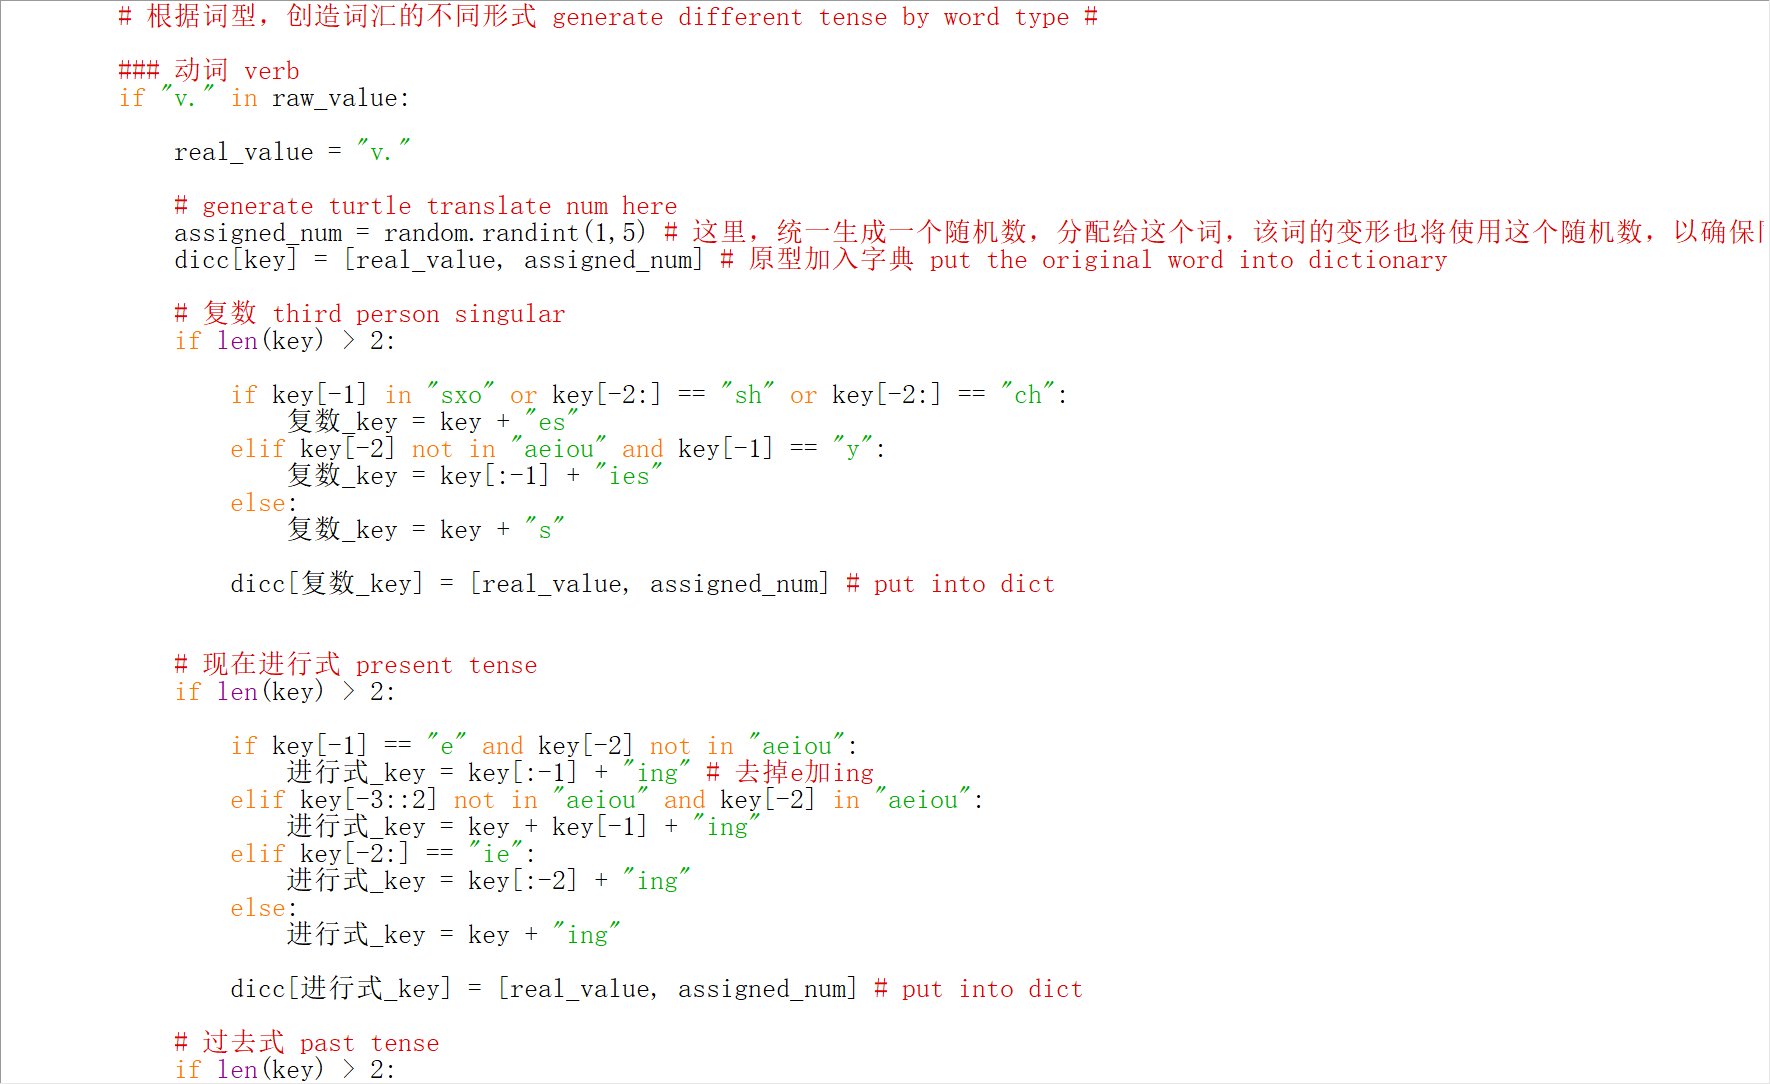 # 根据词型，创造词汇的不同形式 generate different tense by word type #
### 动词 verb
if "v." in raw_value:
real_value = "v."
# generate turtle translate num here
assigned_num = random.randint(1,5) # 这里，统一生成一个随机数，分配给这个词，该词的变形也将使用这个随机数，以确保
dicc[key] = [real_value, assigned_num] # 原型加入字典 put the original word into dictionary
# 复数 third person singular
if len(key) > 2:
if key[-1] in "sxo" or key[-2:] == "sh" or key[-2:] == "ch":
复数_key = key + "es"
elif key[-2] not in "aeiou" and key[-1] == "y":
复数_key = key[:-1] + "ies"
else:
复数_key = key + "s"
dicc[复数_key] = [real_value, assigned_num] # put into dict
# 现在进行式 present tense
if len(key) > 2:
if key[-1] == "e" and key[-2] not in "aeiou":
进行式_key = key[:-1] + "ing" # 去掉e加ing
elif key[-3::2] not in "aeiou" and key[-2] in "aeiou":
进行式_key = key + key[-1] + "ing"
elif key[-2:] == "ie":
进行式_key = key[:-2] + "ing"
else:
进行式_key = key + "ing"
dicc[进行式_key] = [real_value, assigned_num] # put into dict
# 过去式 past tense
if len(key) > 2: